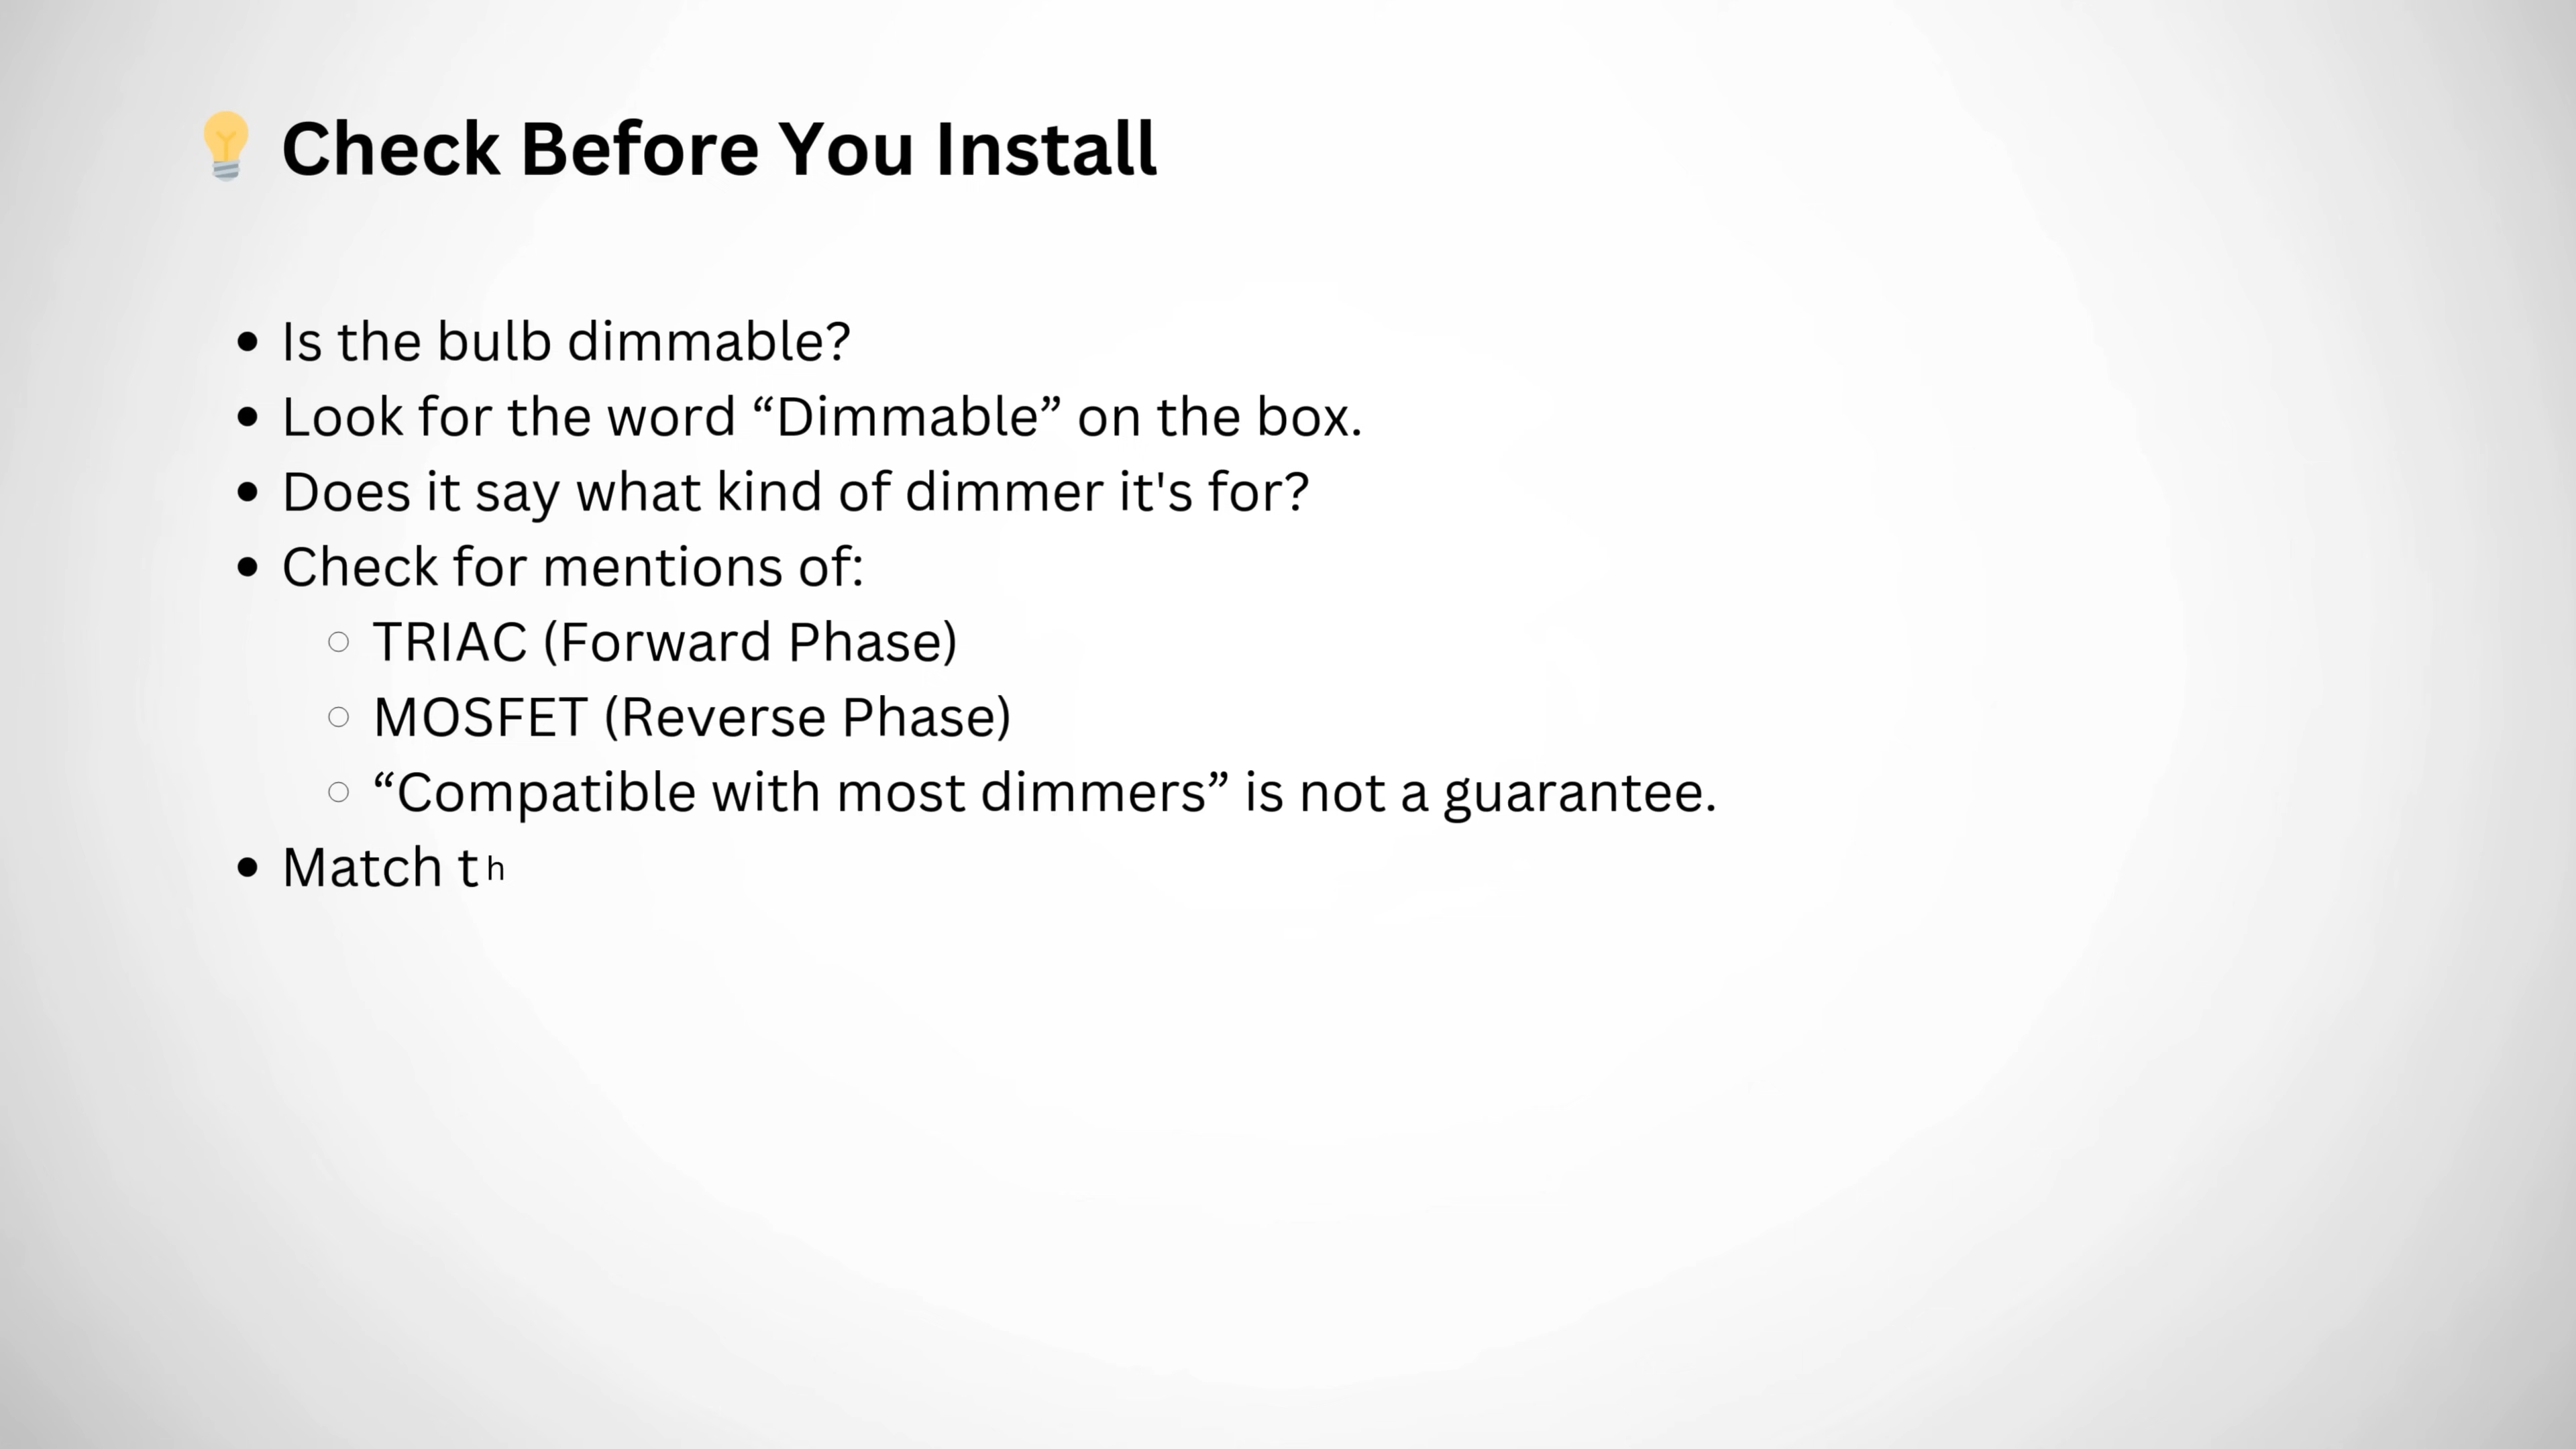 💡 Check Before You Install
• Is the bulb dimmable?
• Look for the word “Dimmable” on the box.
• Does it say what kind of dimmer it's for?
• Check for mentions of:
○ TRIAC (Forward Phase)
○ MOSFET (Reverse Phase)
○ “Compatible with most dimmers” is not a guarantee.
• Match th